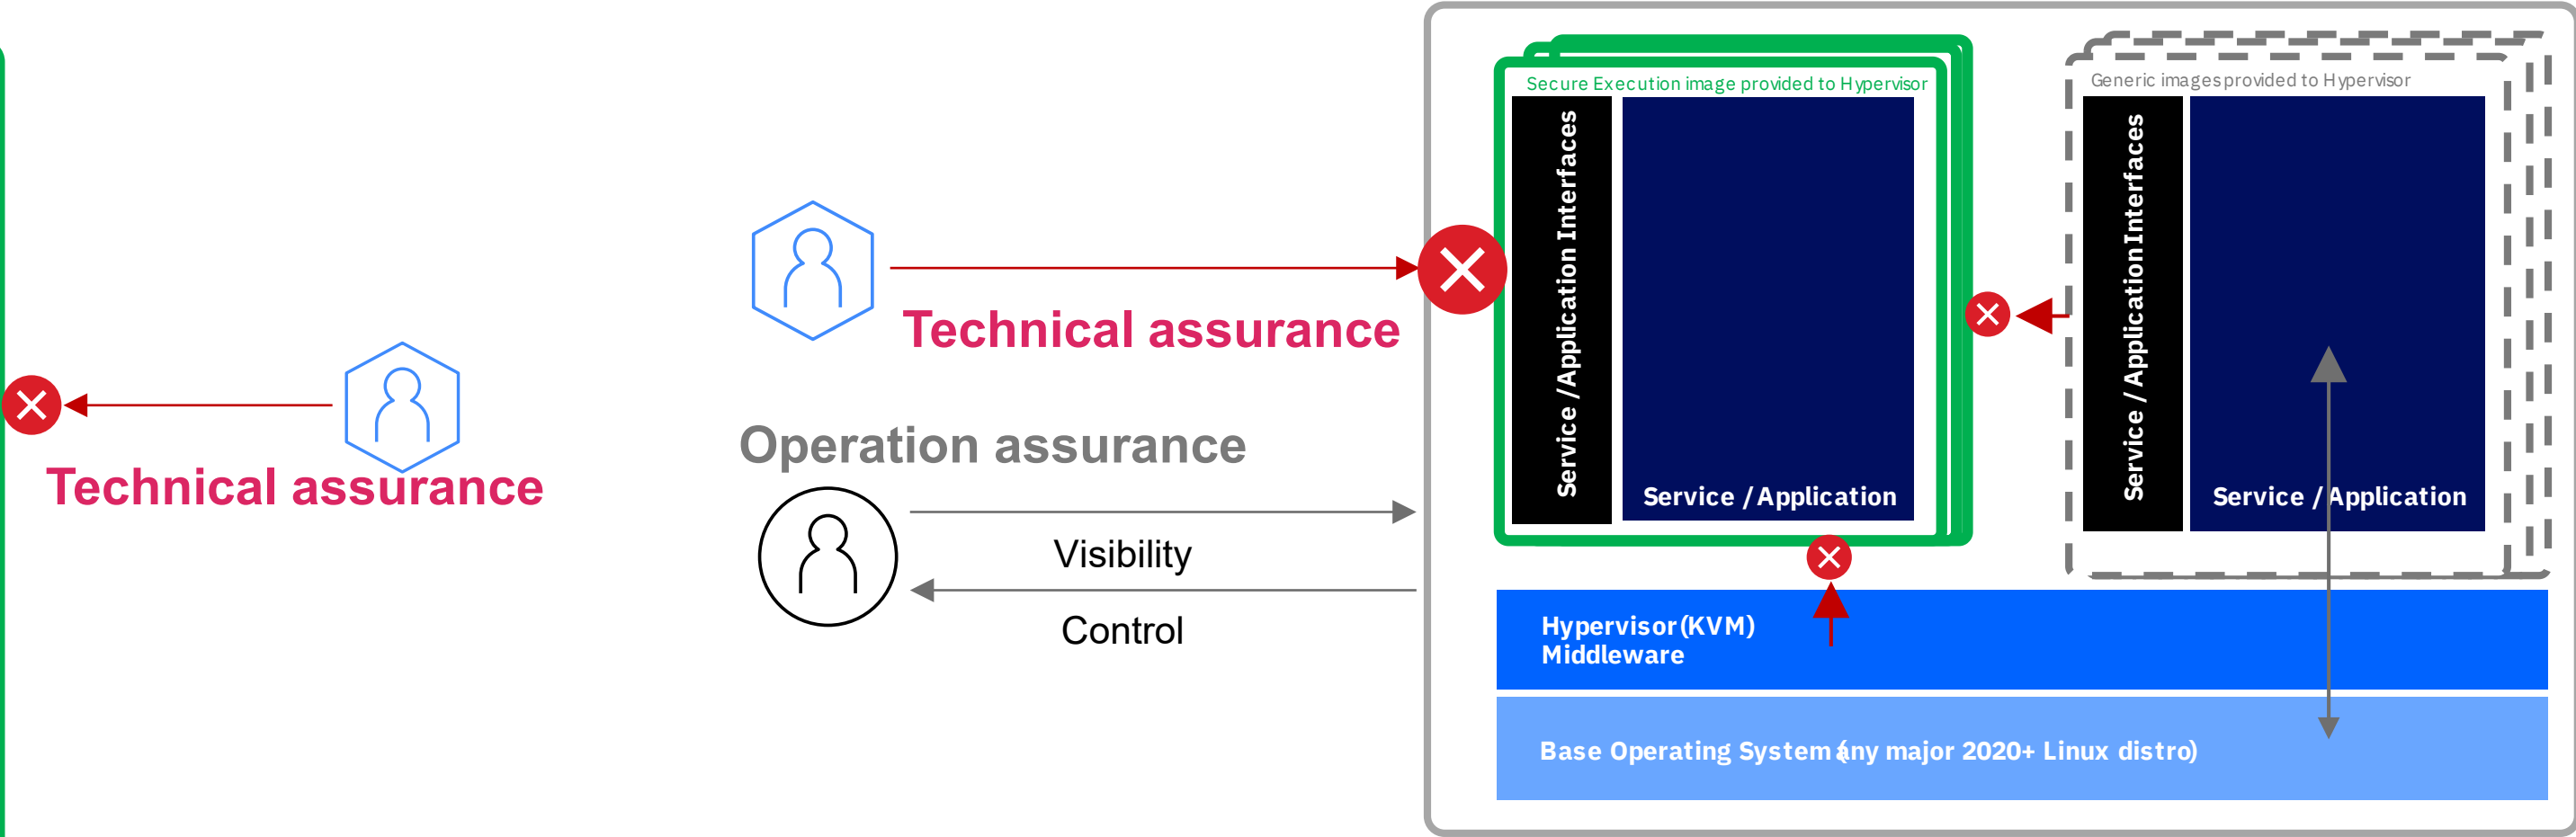 Technical assurance
Technical assurance
Operation assurance
Visibility
Control
Secure Execution image provided to Hypervisor
Service / Application Interfaces
Service / Application
Generic images provided to Hypervisor
Service / Application Interfaces
Service / Application
Hypervisor (KVM)
Middleware
Base Operating System (any major 2020+ Linux distro)